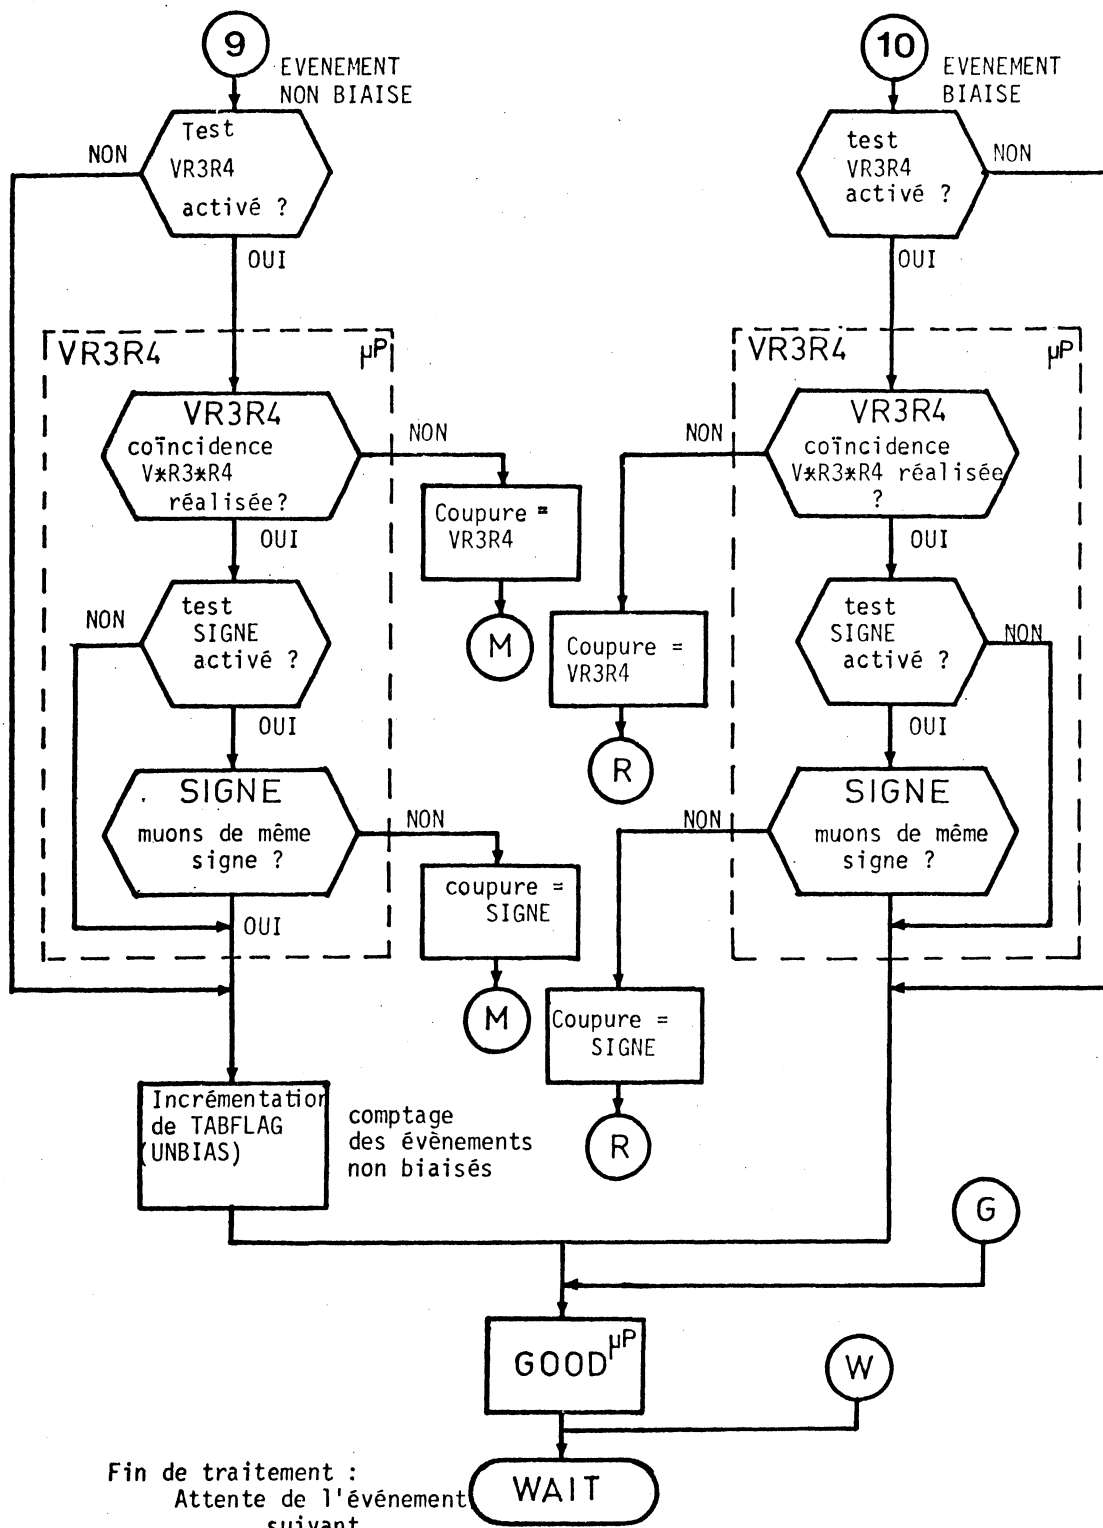 9
EVENEMENT
NON BIAISE
Test
VR3R4
activé ?
NON
OUI
VR3R4
µP
VR3R4
coïncidence
V*R3*R4
réalisée?
NON
OUI
Coupure =
VR3R4
M
test
SIGNE
activé ?
NON
OUI
SIGNE
muons de même
signe ?
NON
OUI
coupure =
SIGNE
M
Incrémentation
de TABFLAG
(UNBIAS)
comptage
des évènements
non biaisés
10
EVENEMENT
BIAISE
test
VR3R4
activé ?
NON
OUI
VR3R4
µP
VR3R4
coïncidence
V*R3*R4 réalisée
?
NON
OUI
Coupure =
VR3R4
R
test
SIGNE
activé ?
NON
OUI
SIGNE
muons de même
signe ?
NON
Coupure =
SIGNE
R
G
GOOD
µP
W
WAIT
Fin de traitement :
Attente de l'événement
suivant